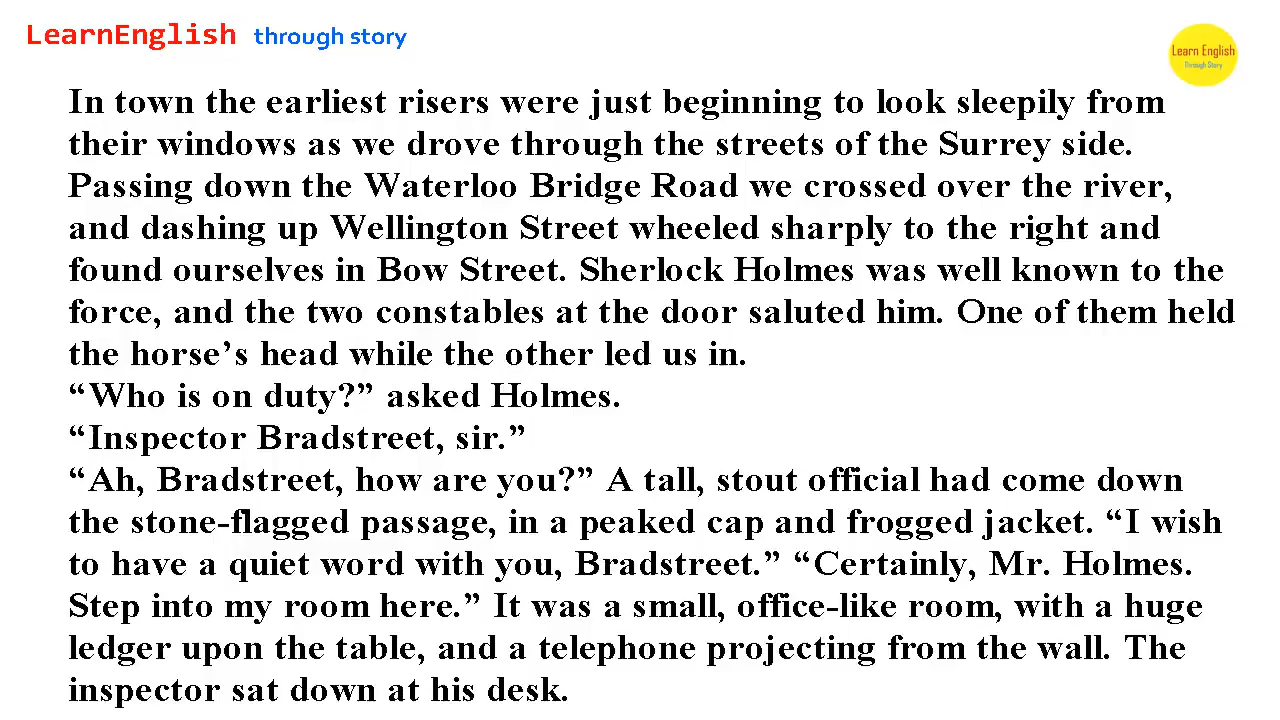 LearnEnglish through story
Learn English
Through Story
In town the earliest risers were just beginning to look sleepily from
their windows as we drove through the streets of the Surrey side.
Passing down the Waterloo Bridge Road we crossed over the river,
and dashing up Wellington Street wheeled sharply to the right and
found ourselves in Bow Street. Sherlock Holmes was well known to the
force, and the two constables at the door saluted him. One of them held
the horse’s head while the other led us in.
“Who is on duty?” asked Holmes.
“Inspector Bradstreet, sir.”
“Ah, Bradstreet, how are you?” A tall, stout official had come down
the stone-flagged passage, in a peaked cap and frogged jacket. “I wish
to have a quiet word with you, Bradstreet.” “Certainly, Mr. Holmes.
Step into my room here.” It was a small, office-like room, with a huge
ledger upon the table, and a telephone projecting from the wall. The
inspector sat down at his desk.